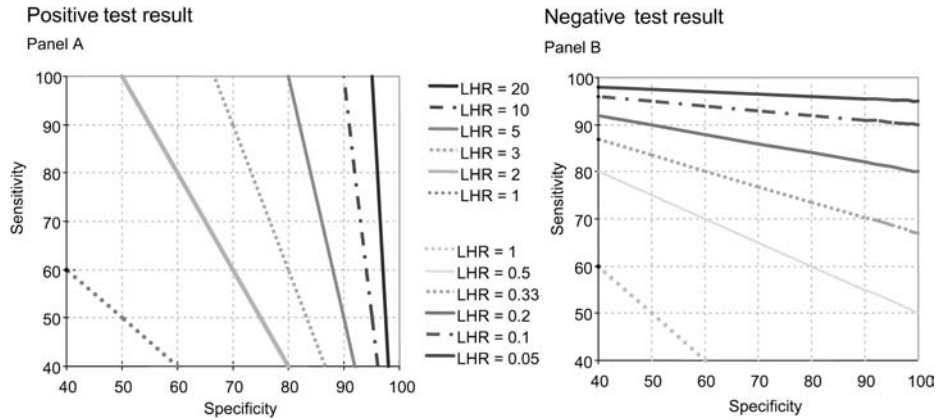 Positive test result
Panel A
100
90
80
70
60
50
40
Sensitivity
40 50 60 70 80 90 100
Specificity
LHR = 20
LHR = 10
LHR = 5
LHR = 3
LHR = 2
LHR = 1
LHR = 1
LHR = 0.5
LHR = 0.33
LHR = 0.2
LHR = 0.1
LHR = 0.05
Negative test result
Panel B
100
90
80
70
60
50
40
Sensitivity
40 50 60 70 80 90 100
Specificity